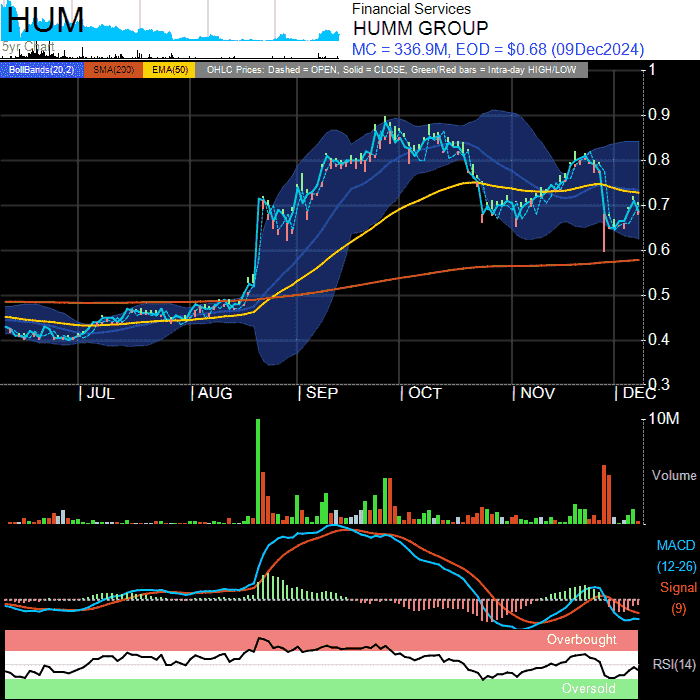 HUM
5yr Chart
Financial Services
HUMM GROUP
MC = 336.9M, EOD = $0.68 (09Dec2024)
BollBands(20,2) SMA(200) EMA(50) OHLC Prices: Dashed = OPEN, Solid = CLOSE, Green/Red bars = Intra-day HIGH/LOW
1
0.9
0.8
0.7
0.6
0.5
0.4
0.3
JUL AUG SEP OCT NOV DEC
10M
Volume
MACD
(12-26)
Signal
(9)
Overbought
RSI(14)
Oversold